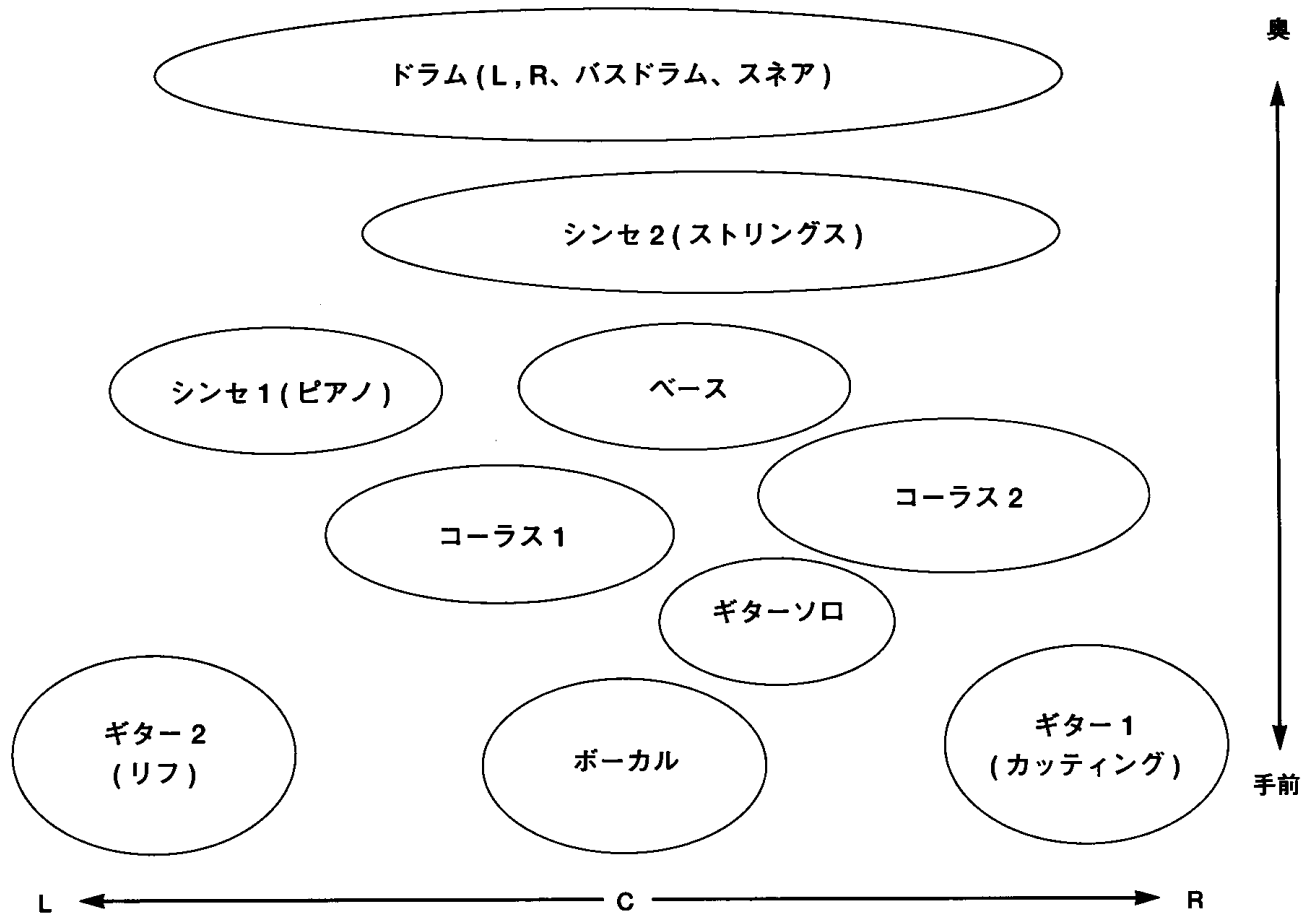 奥
ドラム ( L , R、バスドラム、スネア )
シンセ 2 ( ストリングス )
シンセ 1 ( ピアノ )
ベース
コーラス 2
コーラス 1
ギターソロ
ギター 2
( リフ )
ボーカル
ギター 1
( カッティング )
手前
L
C
R